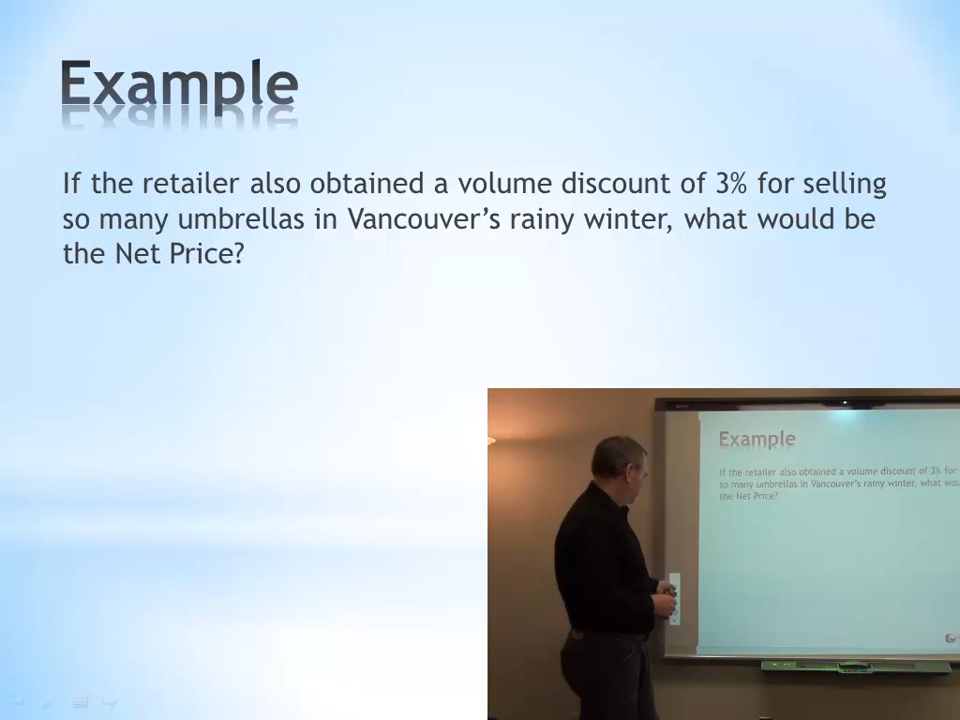 Example
If the retailer also obtained a volume discount of 3% for selling
so many umbrellas in Vancouver's rainy winter, what would be
the Net Price?
Example
If the retailer also obtained a volume discount of 3% for
so many umbrellas in Vancouver's rainy winter, what
the Net Price?